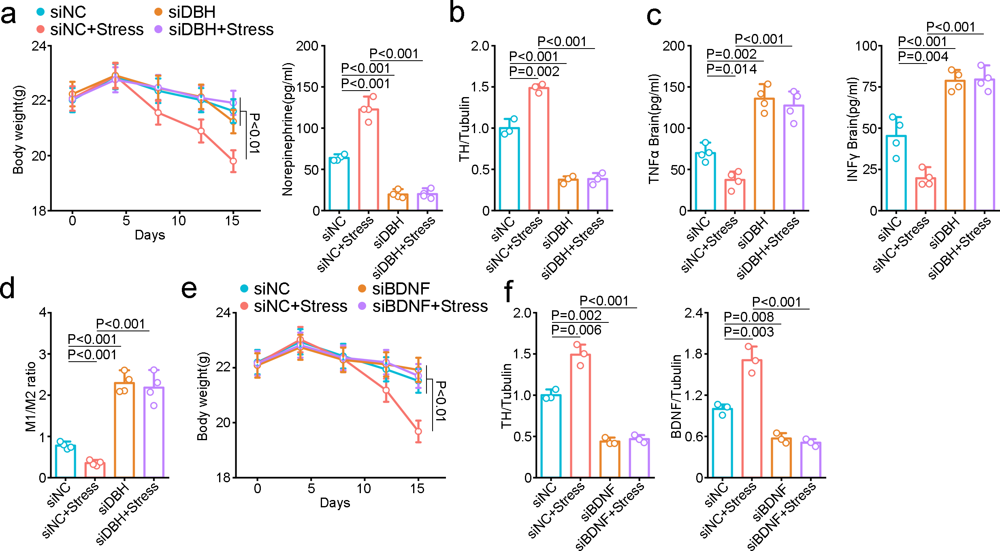 a
siNC
siDBH
siNC+Stress
siDBH+Stress
Body weight(g)
24
22
20
18
0 5 10 15
Days
P<0.01
Norepinephrine(pg/ml)
200
150
100
50
0
P<0.001
P<0.001
P<0.001
siNC
siNC+Stress
siDBH
siDBH+Stress
b
TH/Tubulin
2.0
1.5
1.0
0.5
0
P<0.001
P<0.001
P=0.002
siNC
siNC+Stress
siDBH
siDBH+Stress
c
TNFα Brain(pg/ml)
200
150
100
50
0
P<0.001
P=0.002
P=0.014
siNC
siNC+Stress
siDBH
siDBH+Stress
INFγ Brain(pg/ml)
100
75
50
25
0
P<0.001
P<0.001
P=0.004
siNC
siNC+Stress
siDBH
siDBH+Stress
d
M1/M2 ratio
4
3
2
1
0
P<0.001
P<0.001
P<0.001
siNC
siNC+Stress
siDBH
siDBH+Stress
e
siNC
siBDNF
siNC+Stress
siBDNF+Stress
Body weight(g)
24
22
20
18
0 5 10 15
Days
P<0.01
f
TH/Tubulin
2.0
1.5
1.0
0.5
0
P<0.001
P=0.002
P=0.006
siNC
siNC+Stress
siBDNF
siBDNF+Stress
BDNF/Tubulin
2.4
1.8
1.2
0.6
0
P<0.001
P=0.008
P=0.003
siNC
siNC+Stress
siBDNF
siBDNF+Stress